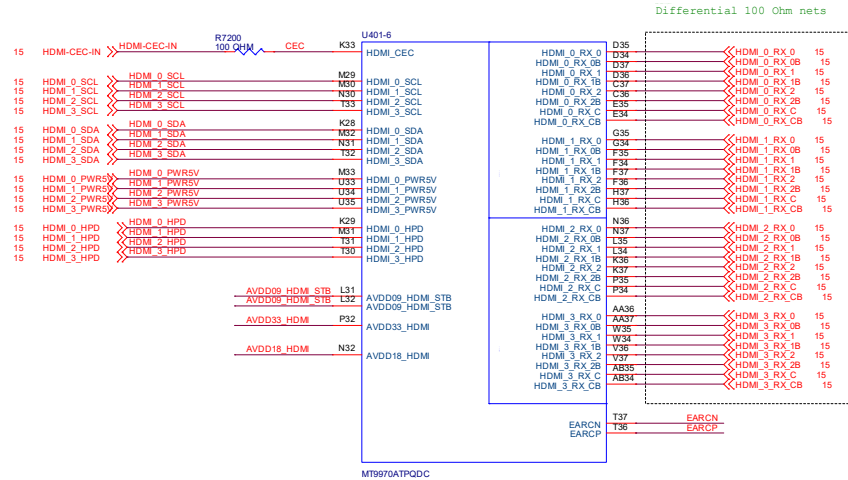 Differential 100 Ohm nets
U401-6
R7200
100 OHM
15 HDMI-CEC-IN HDMI-CEC-IN CEC K33 HDMI_CEC
15 HDMI_0_SCL HDMI_0_SCL M29 HDMI_0_SCL
15 HDMI_1_SCL HDMI_1_SCL M30 HDMI_1_SCL
15 HDMI_2_SCL HDMI_2_SCL N30 HDMI_2_SCL
15 HDMI_3_SCL HDMI_3_SCL T33 HDMI_3_SCL
15 HDMI_0_SDA HDMI_0_SDA K28 HDMI_0_SDA
15 HDMI_1_SDA HDMI_1_SDA M32 HDMI_1_SDA
15 HDMI_2_SDA HDMI_2_SDA N31 HDMI_2_SDA
15 HDMI_3_SDA HDMI_3_SDA T32 HDMI_3_SDA
15 HDMI_0_PWR5V HDMI_0_PWR5V M33 HDMI_0_PWR5V
15 HDMI_1_PWR5V HDMI_1_PWR5V U33 HDMI_1_PWR5V
15 HDMI_2_PWR5V HDMI_2_PWR5V U34 HDMI_2_PWR5V
15 HDMI_3_PWR5V HDMI_3_PWR5V U35 HDMI_3_PWR5V
15 HDMI_0_HPD HDMI_0_HPD K29 HDMI_0_HPD
15 HDMI_1_HPD HDMI_1_HPD M31 HDMI_1_HPD
15 HDMI_2_HPD HDMI_2_HPD T31 HDMI_2_HPD
15 HDMI_3_HPD HDMI_3_HPD T30 HDMI_3_HPD
AVDD09_HDMI_STB L31 AVDD09_HDMI_STB
AVDD09_HDMI_STB L32 AVDD09_HDMI_STB
AVDD33_HDMI P32 AVDD33_HDMI
AVDD18_HDMI N32 AVDD18_HDMI
HDMI_0_RX_0 D35 HDMI_0_RX_0 15
HDMI_0_RX_0B D34 HDMI_0_RX_0B 15
HDMI_0_RX_1 D37 HDMI_0_RX_1 15
HDMI_0_RX_1B D36 HDMI_0_RX_1B 15
HDMI_0_RX_2 C37 HDMI_0_RX_2 15
HDMI_0_RX_2B C36 HDMI_0_RX_2B 15
HDMI_0_RX_C E35 HDMI_0_RX_C 15
HDMI_0_RX_CB E34 HDMI_0_RX_CB 15
HDMI_1_RX_0 G35 HDMI_1_RX_0 15
HDMI_1_RX_0B G34 HDMI_1_RX_0B 15
HDMI_1_RX_1 F35 HDMI_1_RX_1 15
HDMI_1_RX_1B F34 HDMI_1_RX_1B 15
HDMI_1_RX_2 F37 HDMI_1_RX_2 15
HDMI_1_RX_2B F36 HDMI_1_RX_2B 15
HDMI_1_RX_C H37 HDMI_1_RX_C 15
HDMI_1_RX_CB H36 HDMI_1_RX_CB 15
HDMI_2_RX_0 N36 HDMI_2_RX_0 15
HDMI_2_RX_0B N37 HDMI_2_RX_0B 15
HDMI_2_RX_1 L35 HDMI_2_RX_1 15
HDMI_2_RX_1B L34 HDMI_2_RX_1B 15
HDMI_2_RX_2 K36 HDMI_2_RX_2 15
HDMI_2_RX_2B K37 HDMI_2_RX_2B 15
HDMI_2_RX_C P35 HDMI_2_RX_C 15
HDMI_2_RX_CB P34 HDMI_2_RX_CB 15
HDMI_3_RX_0 AA36 HDMI_3_RX_0 15
HDMI_3_RX_0B AA37 HDMI_3_RX_0B 15
HDMI_3_RX_1 W35 HDMI_3_RX_1 15
HDMI_3_RX_1B W34 HDMI_3_RX_1B 15
HDMI_3_RX_2 V36 HDMI_3_RX_2 15
HDMI_3_RX_2B V37 HDMI_3_RX_2B 15
HDMI_3_RX_C AB35 HDMI_3_RX_C 15
HDMI_3_RX_CB AB34 HDMI_3_RX_CB 15
EARCN T37 EARCN
EARCP T36 EARCP
MT9970ATPQDC